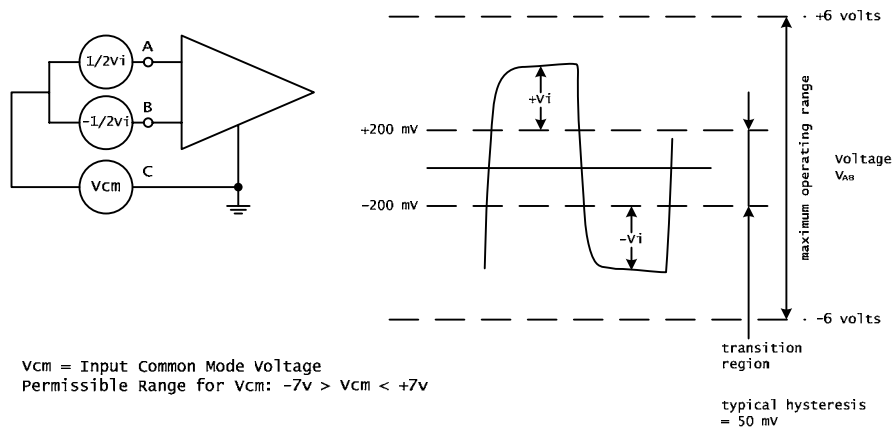 A
1/2Vi
B
-1/2Vi
Vcm
C
+6 volts
+Vi
+200 mV
maximum operating range
Voltage
VAB
-200 mV
-Vi
-6 volts
transition
region
Vcm = Input Common Mode Voltage
Permissible Range for Vcm: -7v > Vcm < +7v
typical hysteresis
= 50 mV